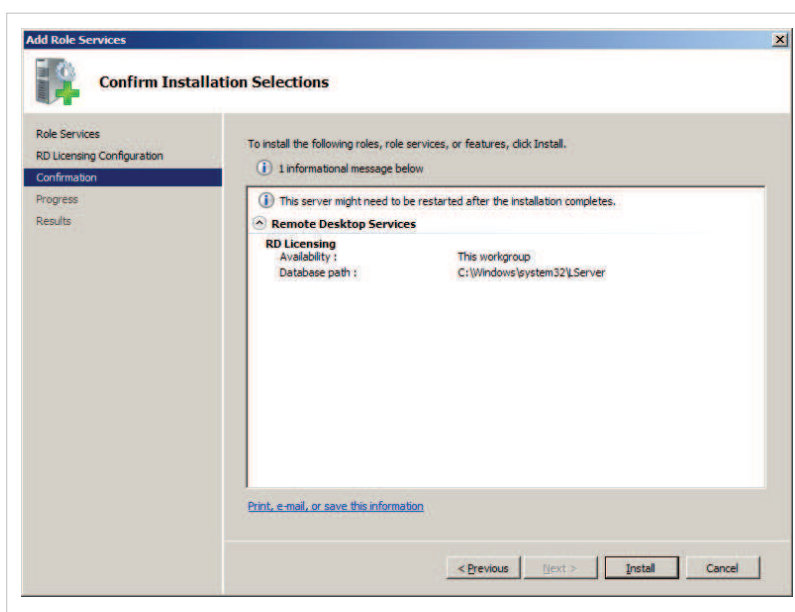 Add Role Services
Confirm Installation Selections
Role Services
RD Licensing Configuration
Confirmation
Progress
Results
To install the following roles, role services, or features, click Install.
1 informational message below
This server might need to be restarted after the installation completes.
Remote Desktop Services
RD Licensing
Availability : This workgroup
Database path : C:\Windows\system32\LServer
Print, e-mail, or save this information
< Previous Next > Install Cancel